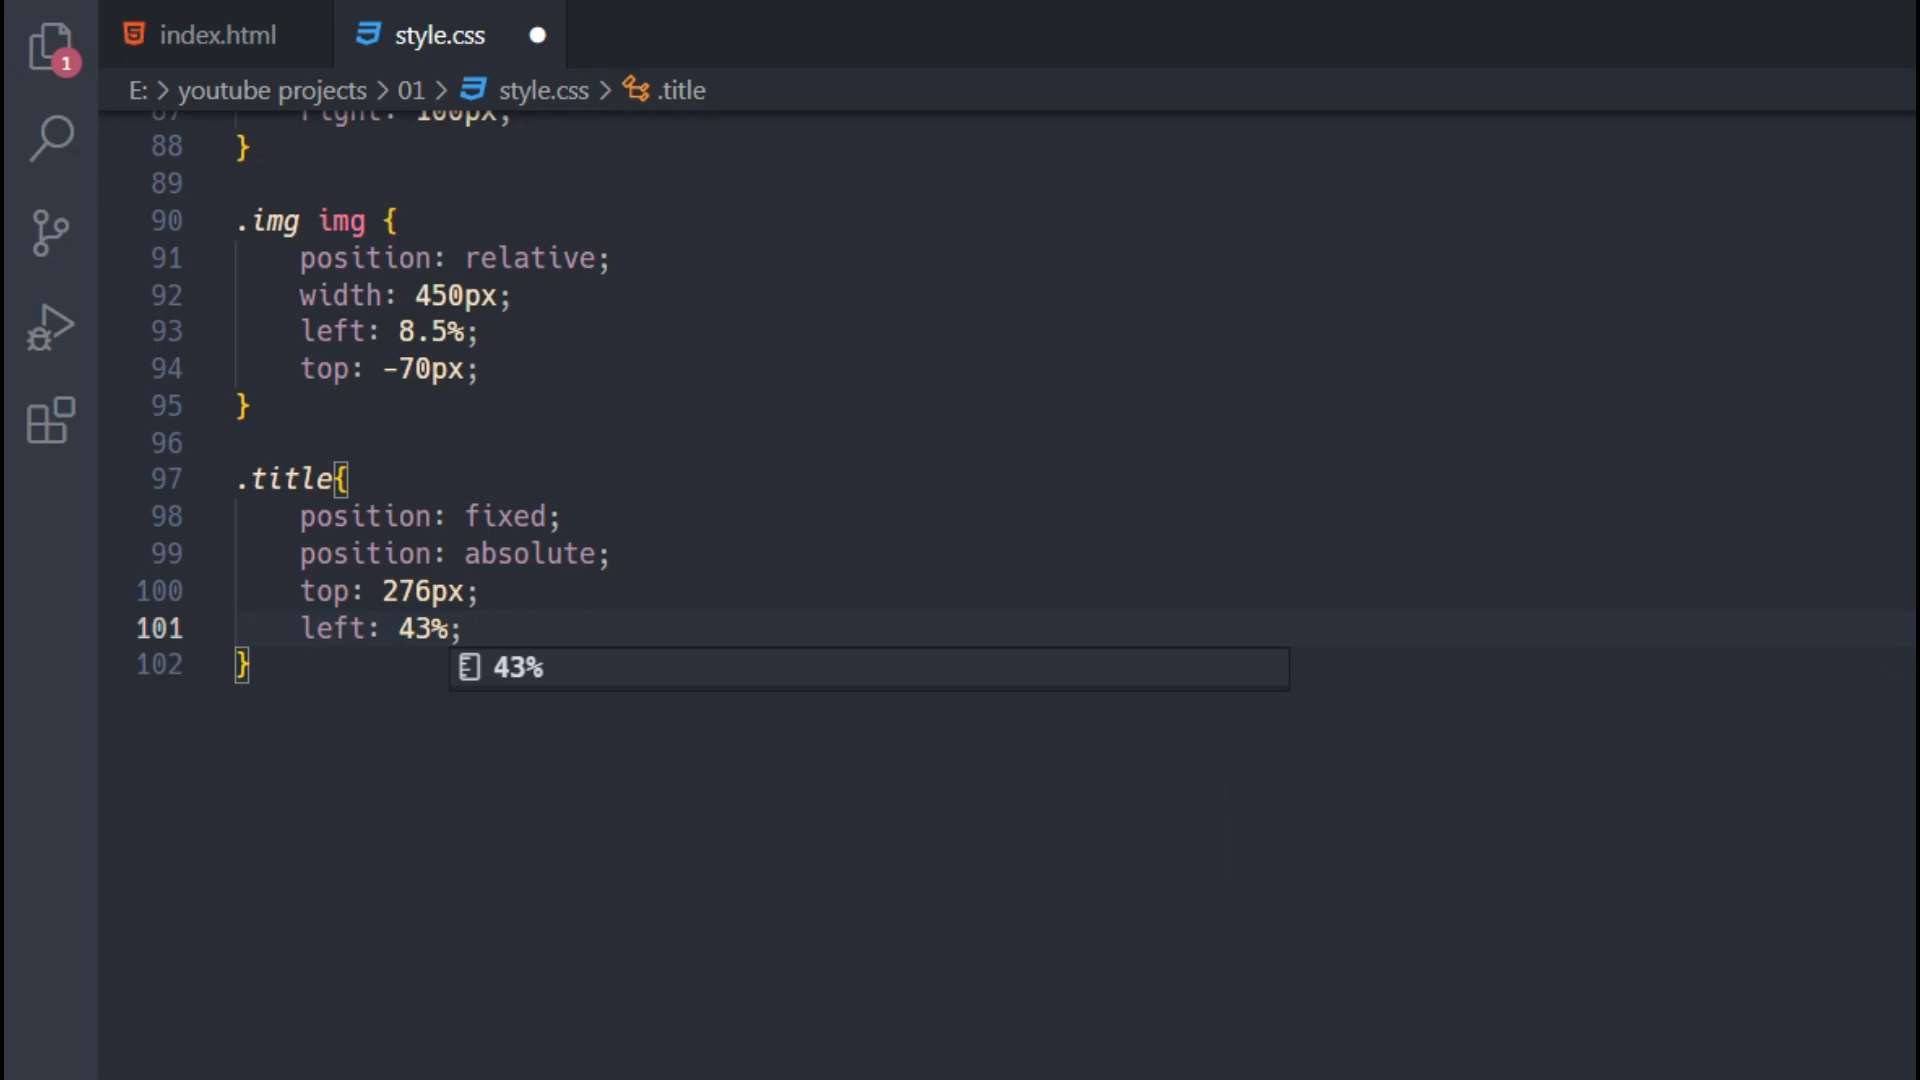 index.html style.css
1
E: > youtube projects > 01 > style.css > .title
87 right: 100px;
88 }
89
90 .img img {
91 position: relative;
92 width: 450px;
93 left: 8.5%;
94 top: -70px;
95 }
96
97 .title{
98 position: fixed;
99 position: absolute;
100 top: 276px;
101 left: 43%;
102 }
43%